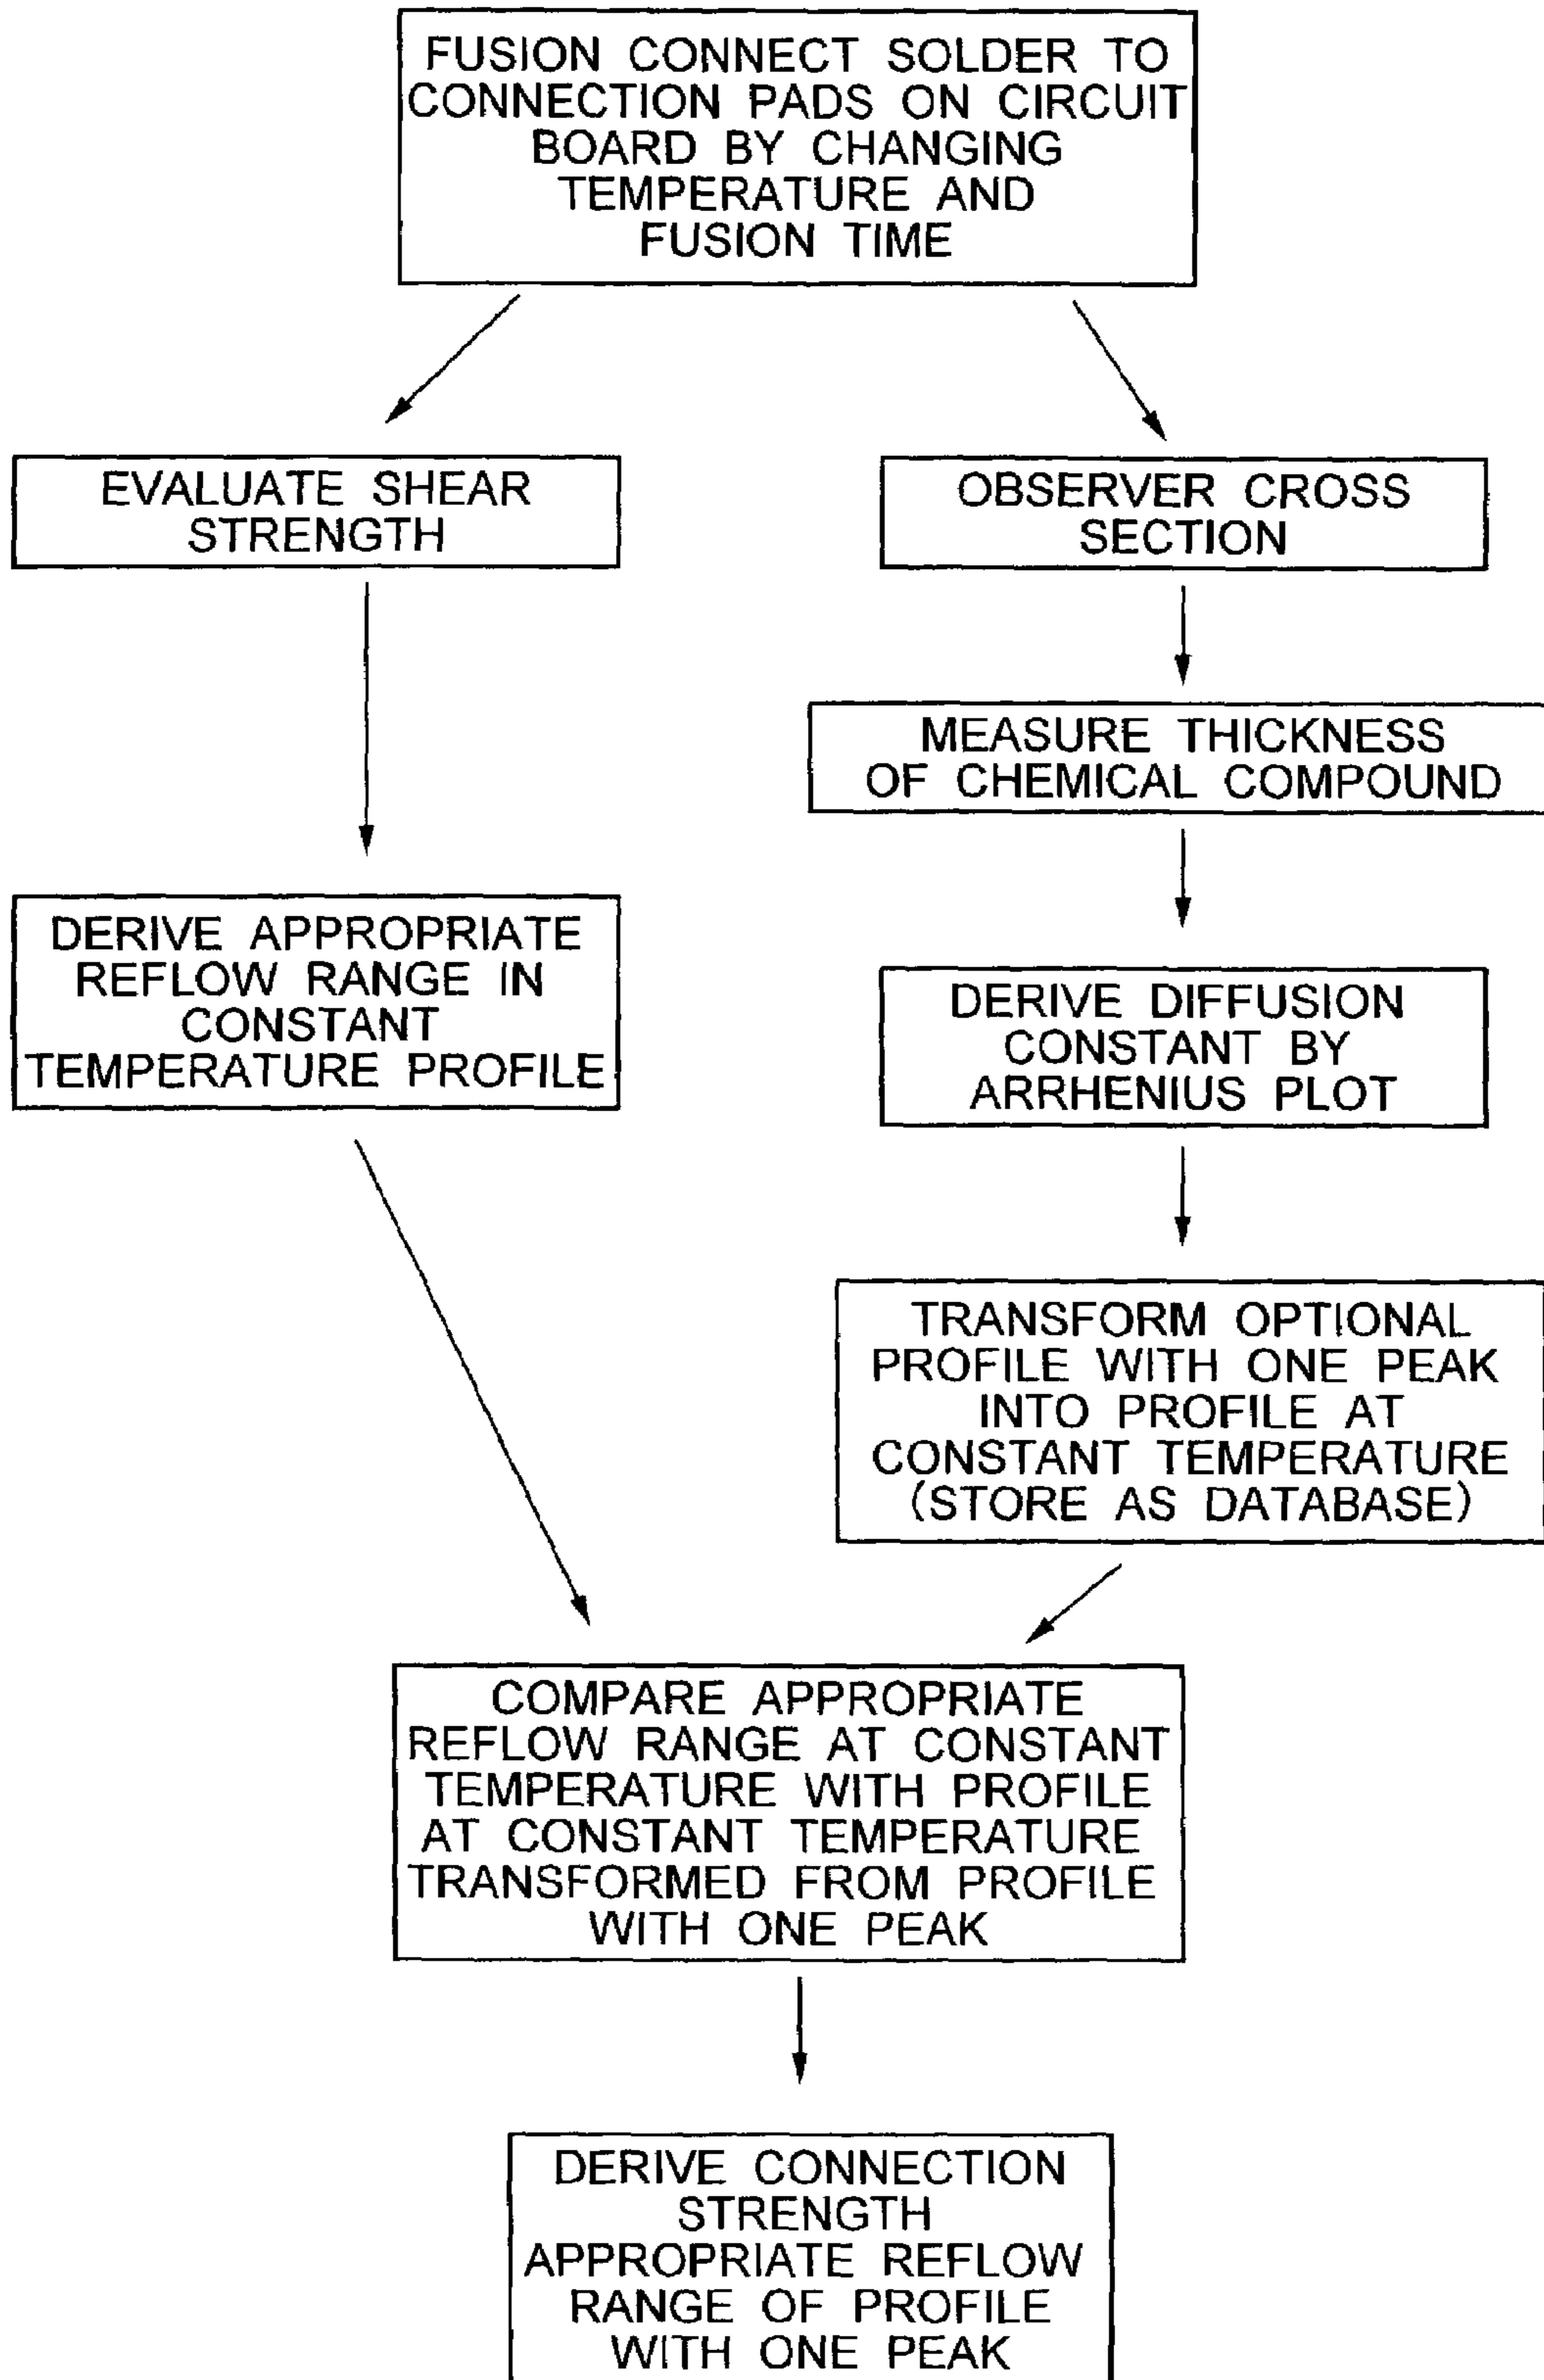 FUSION CONNECT SOLDER TO
CONNECTION PADS ON CIRCUIT
BOARD BY CHANGING
TEMPERATURE AND
FUSION TIME
EVALUATE SHEAR
STRENGTH
OBSERVER CROSS
SECTION
MEASURE THICKNESS
OF CHEMICAL COMPOUND
DERIVE APPROPRIATE
REFLOW RANGE IN
CONSTANT
TEMPERATURE PROFILE
DERIVE DIFFUSION
CONSTANT BY
ARRHENIUS PLOT
TRANSFORM OPTIONAL
PROFILE WITH ONE PEAK
INTO PROFILE AT
CONSTANT TEMPERATURE
(STORE AS DATABASE)
COMPARE APPROPRIATE
REFLOW RANGE AT CONSTANT
TEMPERATURE WITH PROFILE
AT CONSTANT TEMPERATURE
TRANSFORMED FROM PROFILE
WITH ONE PEAK
DERIVE CONNECTION
STRENGTH
APPROPRIATE REFLOW
RANGE OF PROFILE
WITH ONE PEAK